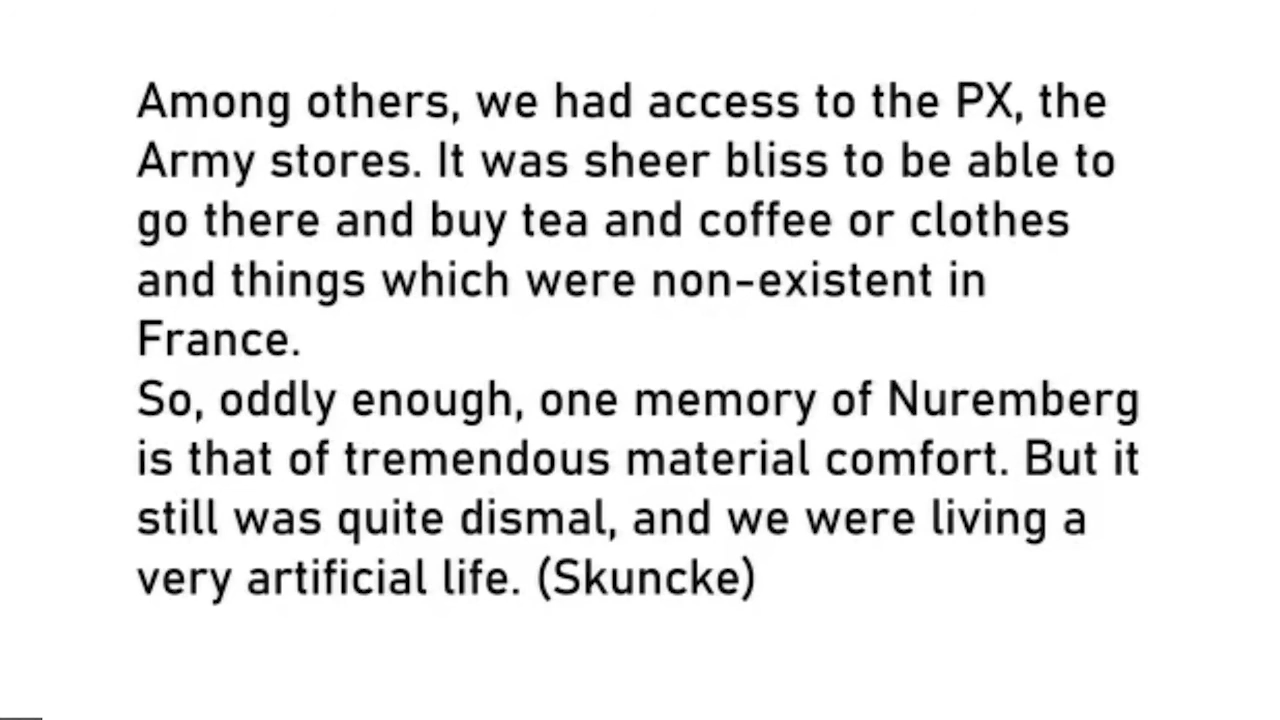 Among others, we had access to the PX, the
Army stores. It was sheer bliss to be able to
go there and buy tea and coffee or clothes
and things which were non-existent in
France.
So, oddly enough, one memory of Nuremberg
is that of tremendous material comfort. But it
still was quite dismal, and we were living a
very artificial life. (Skuncke)